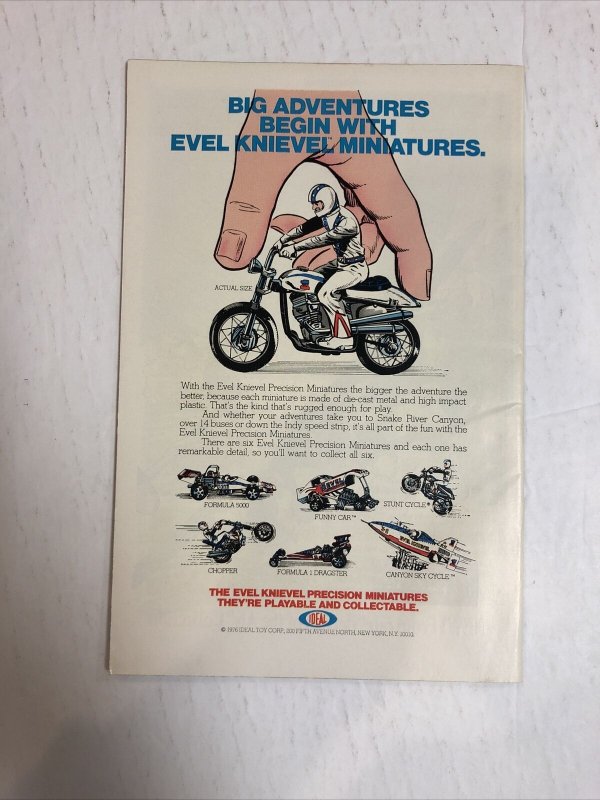 BIG ADVENTURES
BEGIN WITH
EVEL KNIEVEL™ MINIATURES.
ACTUAL SIZE
With the Evel Knievel Precision Miniatures the bigger the adventure the
better, because each miniature is made of die-cast metal and high impact
plastic. That's the kind that's rugged enough for play.
And whether your adventures take you to Snake River Canyon,
over 14 buses or down the Indy speed strip, it's all part of the fun with the
Evel Knievel Precision Miniatures.
There are six Evel Knievel Precision Miniatures and each one has
remarkable detail, so you'll want to collect all six.
FORMULA 5000
FUNNY CAR™
STUNT CYCLE®
CHOPPER
FORMULA 1 DRAGSTER
CANYON SKY CYCLE™
THE EVEL KNIEVEL PRECISION MINIATURES
THEY'RE PLAYABLE AND COLLECTABLE.
IDEAL
© 1976 IDEAL TOY CORP., 200 FIFTH AVENUE NORTH, NEW YORK, N.Y. 10010.